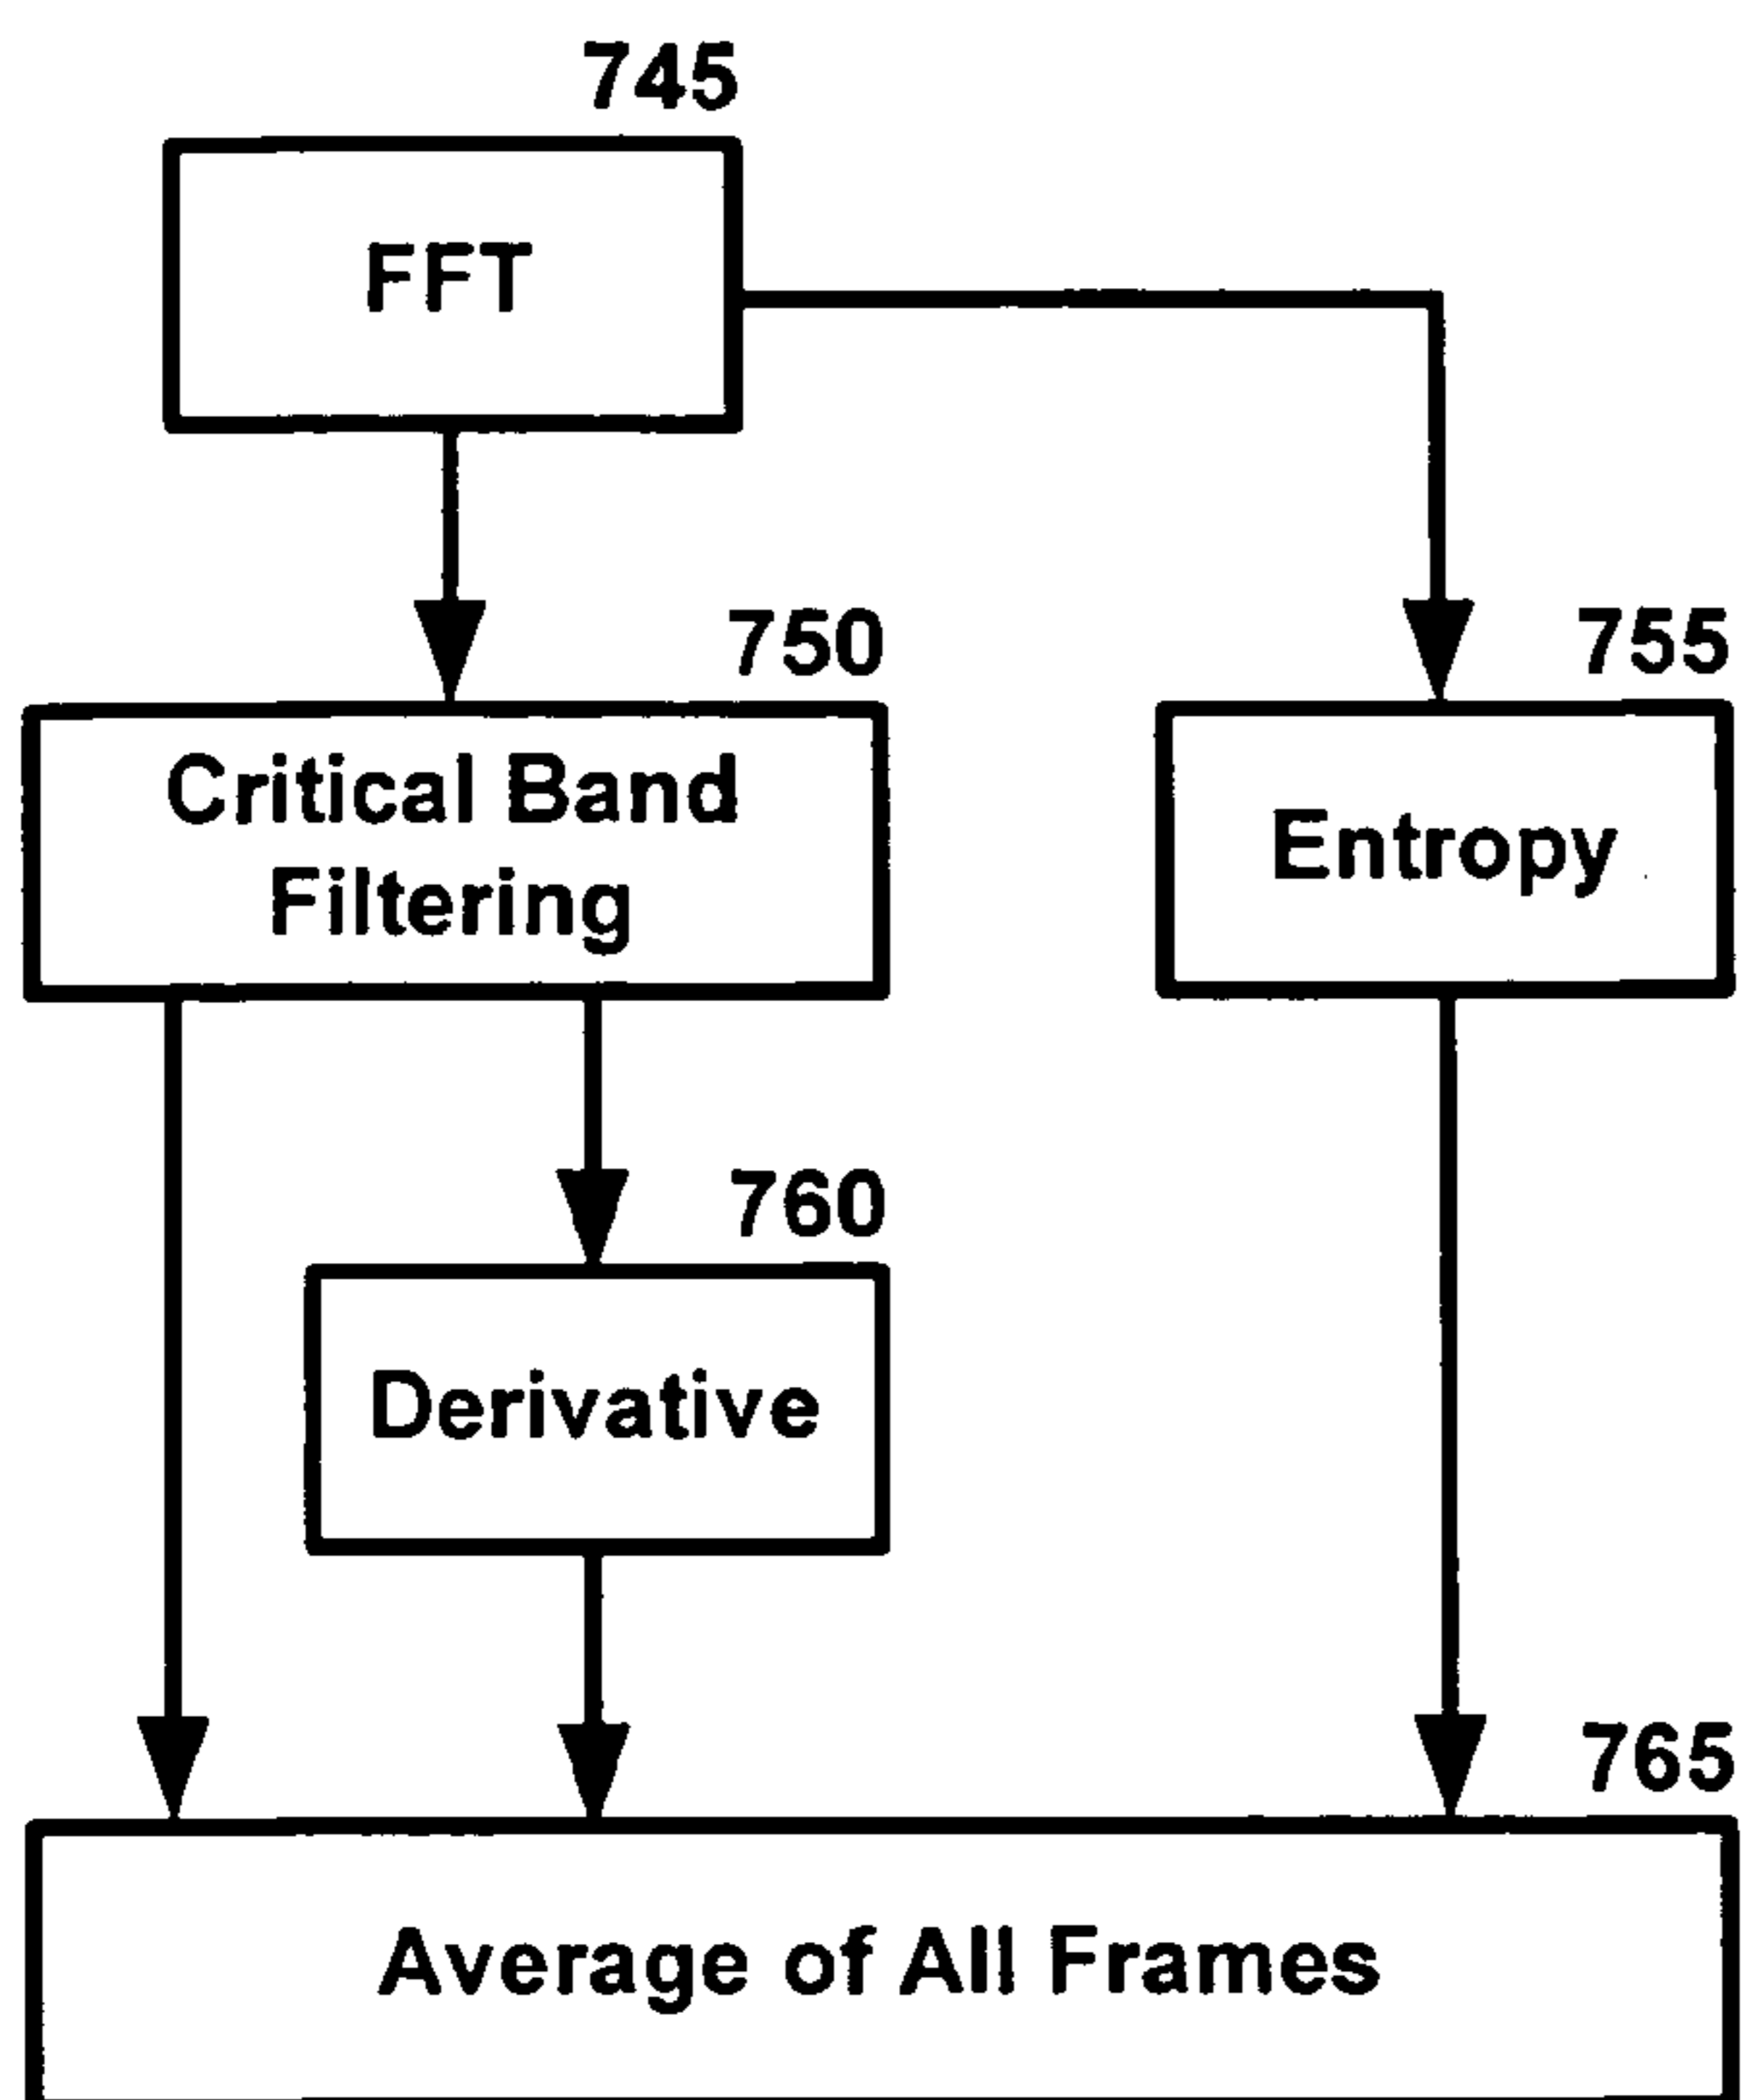 745
FFT
750
755
Critical Band
Filtering
Entropy
760
Derivative
765
Average of All Frames